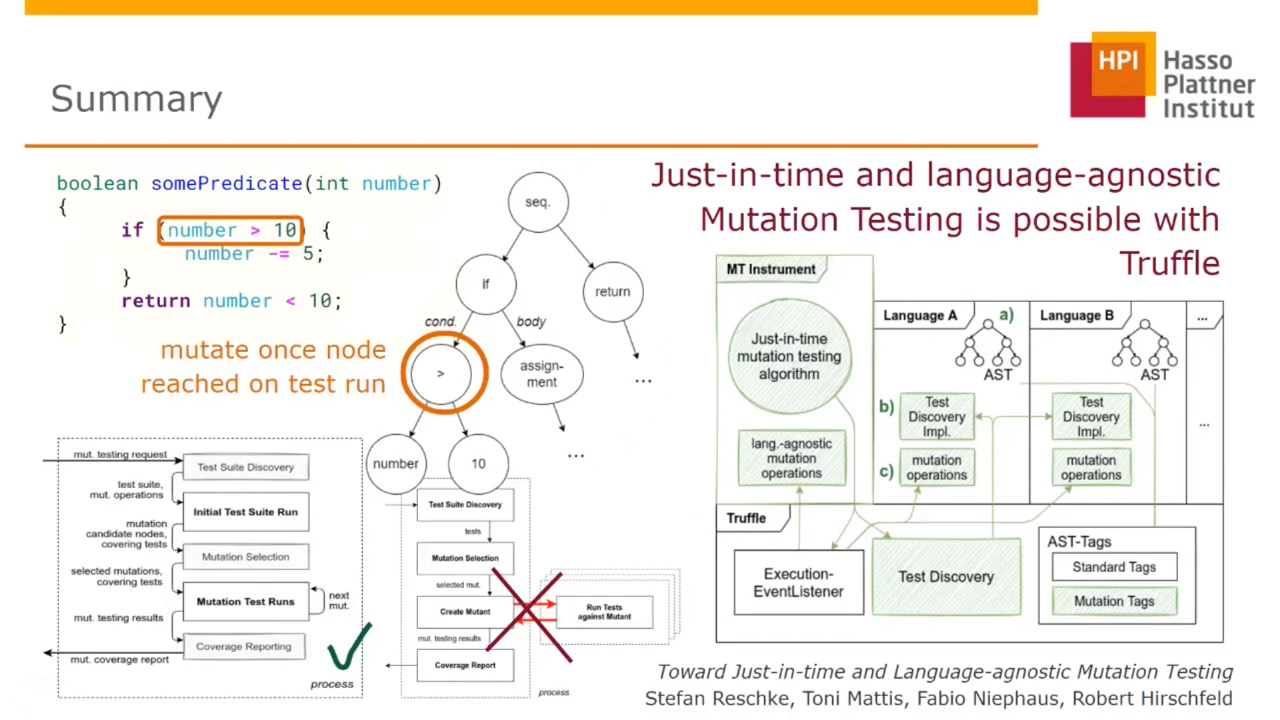 Summary
HPI
Hasso
Plattner
Institut
boolean somePredicate(int number)
{
if (number > 10) {
number -= 5;
}
return number < 10;
}
mutate once node
reached on test run
seq.
if
return
cond.
body
>
assign-
ment
...
...
number
10
Just-in-time and language-agnostic
Mutation Testing is possible with
Truffle
MT Instrument
Just-in-time
mutation testing
algorithm
lang.-agnostic
mutation
operations
Language A
a)
AST
b)
Test
Discovery
Impl.
c)
mutation
operations
Language B
AST
Test
Discovery
Impl.
mutation
operations
...
...
Truffle
Execution-
EventListener
Test Discovery
AST-Tags
Standard Tags
Mutation Tags
mut. testing request
Test Suite Discovery
test suite,
mut. operations
Initial Test Suite Run
mutation
candidate nodes,
covering tests
Mutation Selection
selected mutations,
covering tests
Mutation Test Runs
next
mut.
mut. testing results
Coverage Reporting
mut. coverage report
process
Test Suite Discovery
tests
Mutation Selection
selected mut.
Create Mutant
Run Tests
against Mutant
mut. testing results
Coverage Report
process
Toward Just-in-time and Language-agnostic Mutation Testing
Stefan Reschke, Toni Mattis, Fabio Niephaus, Robert Hirschfeld